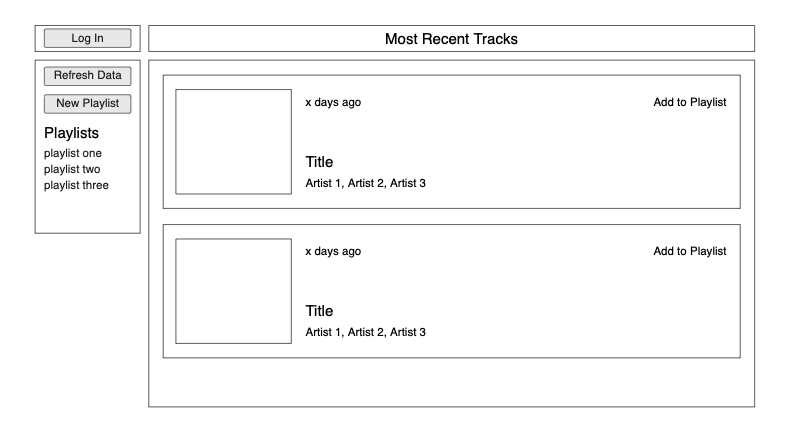 Log In
Most Recent Tracks
Refresh Data
New Playlist
Playlists
playlist one
playlist two
playlist three
x days ago
Add to Playlist
Title
Artist 1, Artist 2, Artist 3
x days ago
Add to Playlist
Title
Artist 1, Artist 2, Artist 3